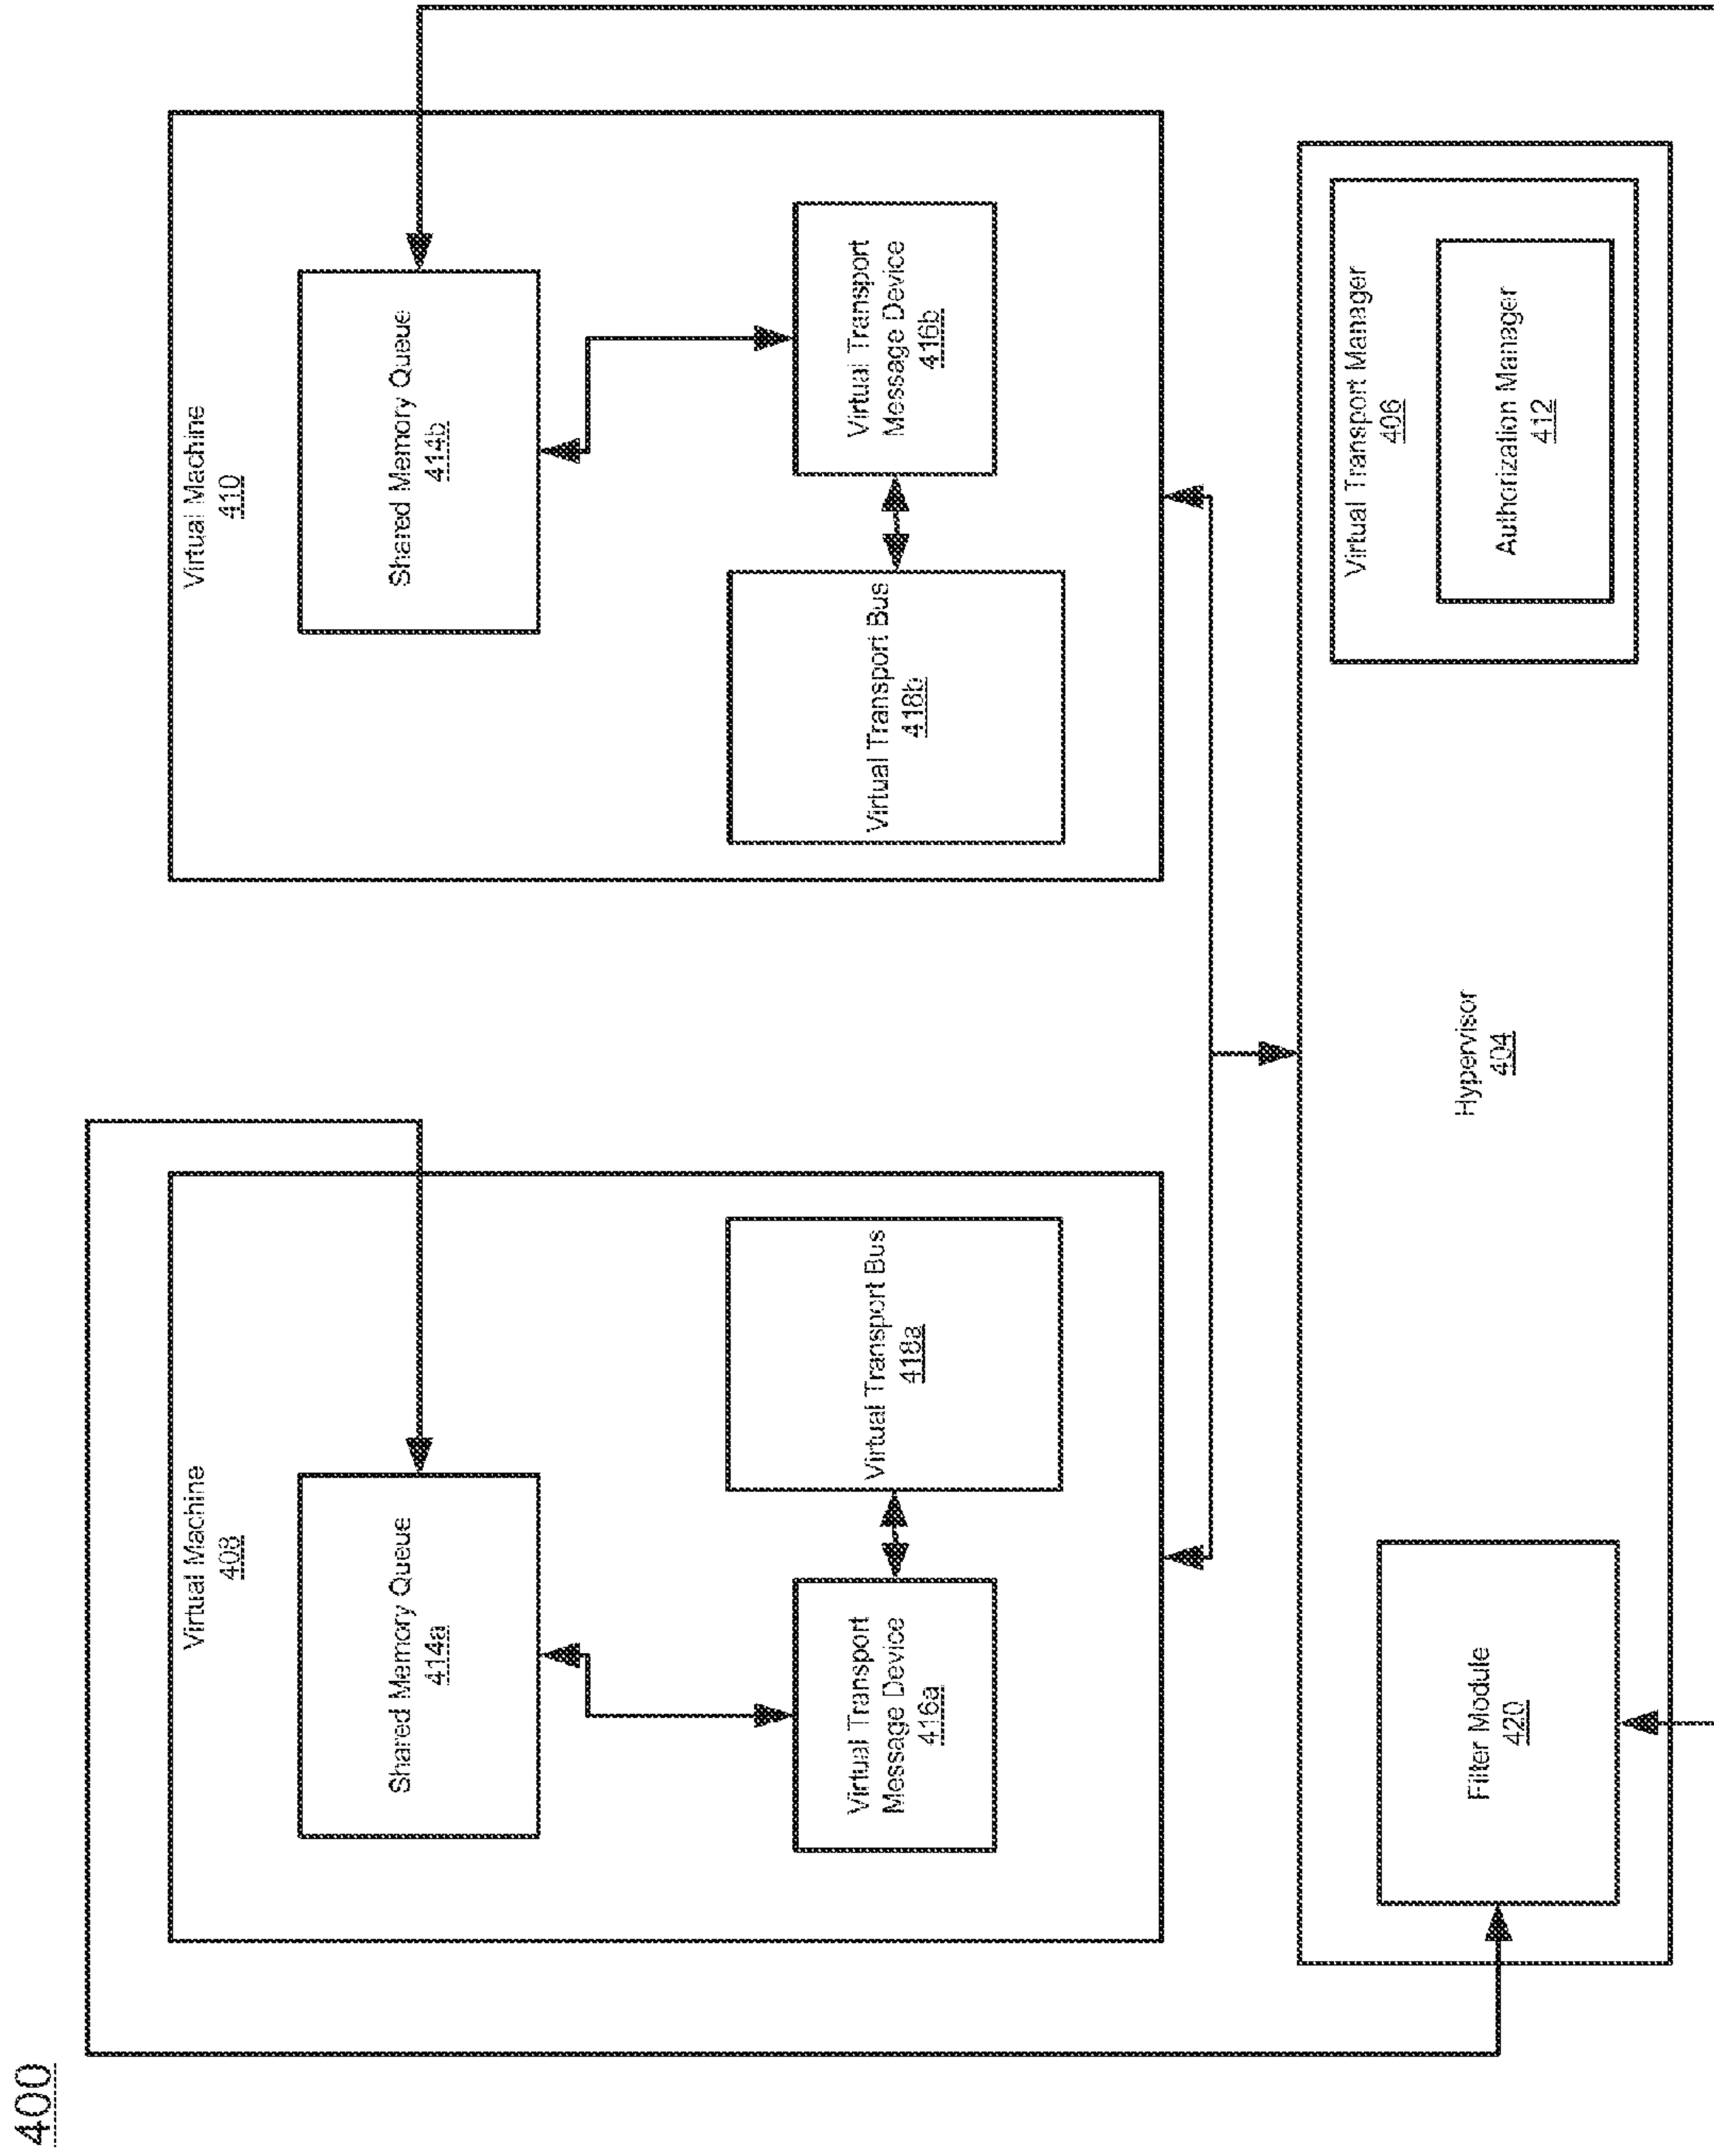 400
Virtual Machine
408
Shared Memory Queue
414a
Virtual Transport
Message Device
416a
Virtual Transport Bus
418a
Virtual Machine
410
Shared Memory Queue
414b
Virtual Transport Bus
418b
Virtual Transport
Message Device
416b
Filter Module
420
Hypervisor
404
Virtual Transport Manager
406
Authorization Manager
412